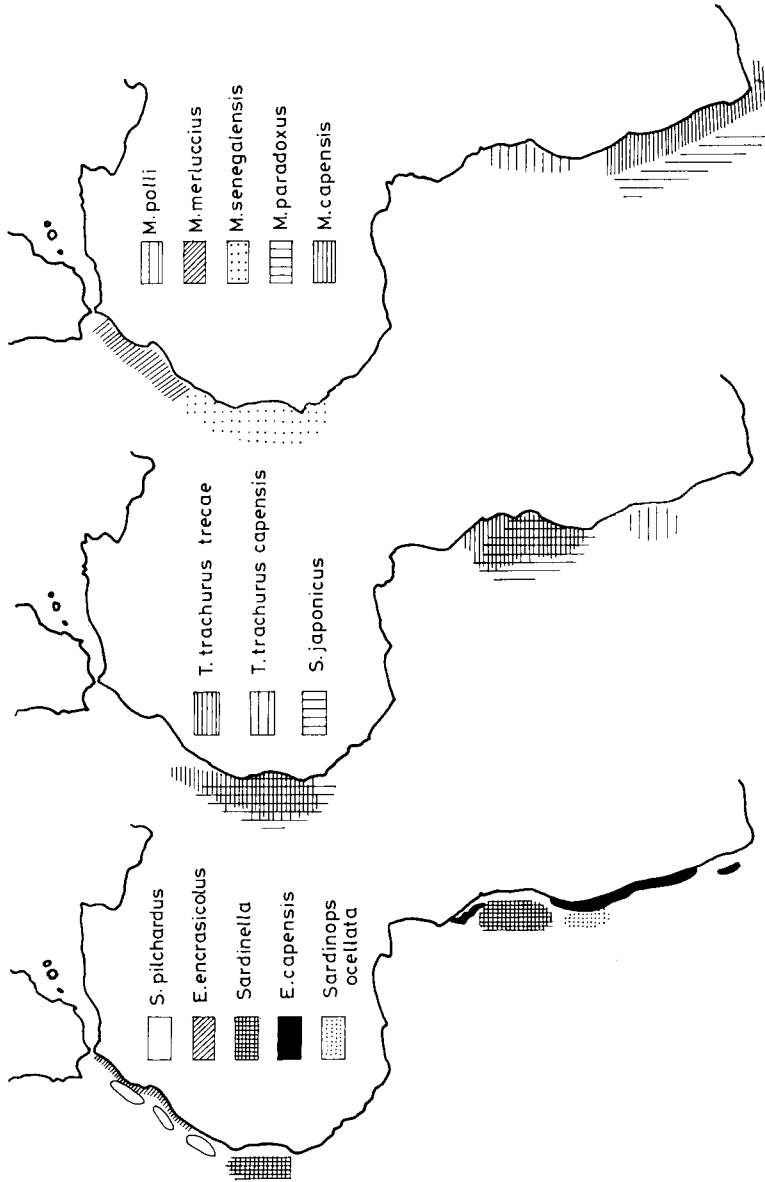 S. pilchardus
E. encrasicolus
Sardinella
E. capensis
Sardinops
ocellata
T. trachurus trecae
T. trachurus capensis
S. japonicus
M. polli
M. merluccius
M. senegalensis
M. paradoxus
M. capensis